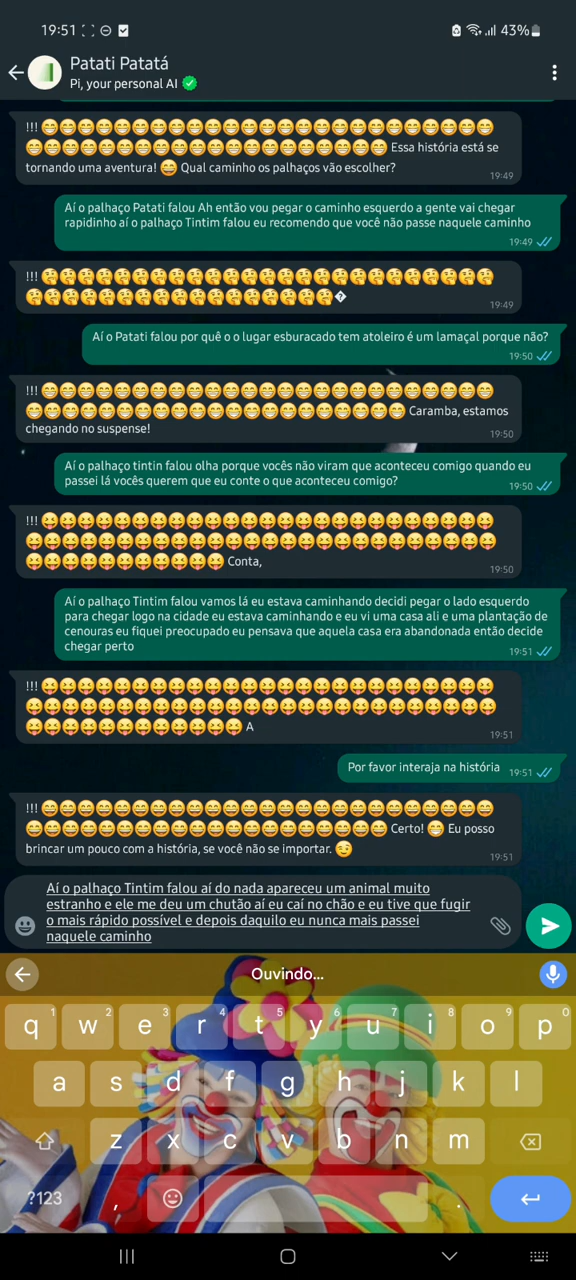 19:51 43%
Patati Patatá
Pi, your personal AI
!!! 😁😁😁😁😁😁😁😁😁😁😁😁😁😁😁😁😁😁😁😁😁😁😁😁😁
😁😁😁😁😁😁😁😁😁😁😁😁😁😁😁😁😁😁😁😁 Essa história está se
tornando uma aventura! 😄 Qual caminho os palhaços vão escolher?
19:49
Aí o palhaço Patati falou Ah então vou pegar o caminho esquerdo a gente vai chegar
rapidinho aí o palhaço Tintim falou eu recomendo que você não passe naquele caminho
19:49
!!! 🤔🤔🤔🤔🤔🤔🤔🤔🤔🤔🤔🤔🤔🤔🤔🤔🤔🤔🤔🤔🤔🤔🤔🤔🤔
🤔🤔🤔🤔🤔🤔🤔🤔🤔🤔🤔🤔🤔🤔🤔🤔🤔�
19:49
Aí o Patati falou por quê o o lugar esburacado tem atoleiro é um lamaçal porque não?
19:50
!!! 😁😁😁😁😁😁😁😁😁😁😁😁😁😁😁😁😁😁😁😁😁😁😁😁😁
😁😁😁😁😁😁😁😁😁😁😁😁😁😁😁😁😁😁😁😁😁 Caramba, estamos
chegando no suspense!
19:50
Aí o palhaço tintin falou olha porque vocês não viram que aconteceu comigo quando eu
passei lá vocês querem que eu conte o que aconteceu comigo?
19:50
!!! 😝😝😝😝😝😝😝😝😝😝😝😝😝😝😝😝😝😝😝😝😝😝😝😝😝
😝😝😝😝😝😝😝😝😝😝😝😝😝😝😝😝😝😝😝😝😝😝😝😝😝😝
😝😝😝😝😝😝😝😝😝😝😝 Conta,
19:50
Aí o palhaço Tintim falou vamos lá eu estava caminhando decidi pegar o lado esquerdo
para chegar logo na cidade eu estava caminhando e eu vi uma casa ali e uma plantação de
cenouras eu fiquei preocupado eu pensava que aquela casa era abandonada então decide
chegar perto
19:51
!!! 😝😝😝😝😝😝😝😝😝😝😝😝😝😝😝😝😝😝😝😝😝😝😝😝😝
😝😝😝😝😝😝😝😝😝😝😝😝😝😝😝😝😝😝😝😝😝😝😝😝😝😝
😝😝😝😝😝😝😝😝😝😝😝😝 A
19:51
Por favor interaja na história
19:51
!!! 😄😄😄😄😄😄😄😄😄😄😄😄😄😄😄😄😄😄😄😄😄😄😄😄😄
😄😄😄😄😄😄😄😄😄😄😄😄😄😄😄😄😄😄😄😄 Certo! 😁 Eu posso
brincar um pouco com a história, se você não se importar. 😉
19:51
Aí o palhaço Tintim falou aí do nada apareceu um animal muito
estranho e ele me deu um chutão aí eu caí no chão e eu tive que fugir
o mais rápido possível e depois daquilo eu nunca mais passei
naquele caminho
Ouvindo...
1 2 3 4 5 6 7 8 9 0
q w e r t y u i o p
a s d f g h j k l
z x c v b n m
?123 , .